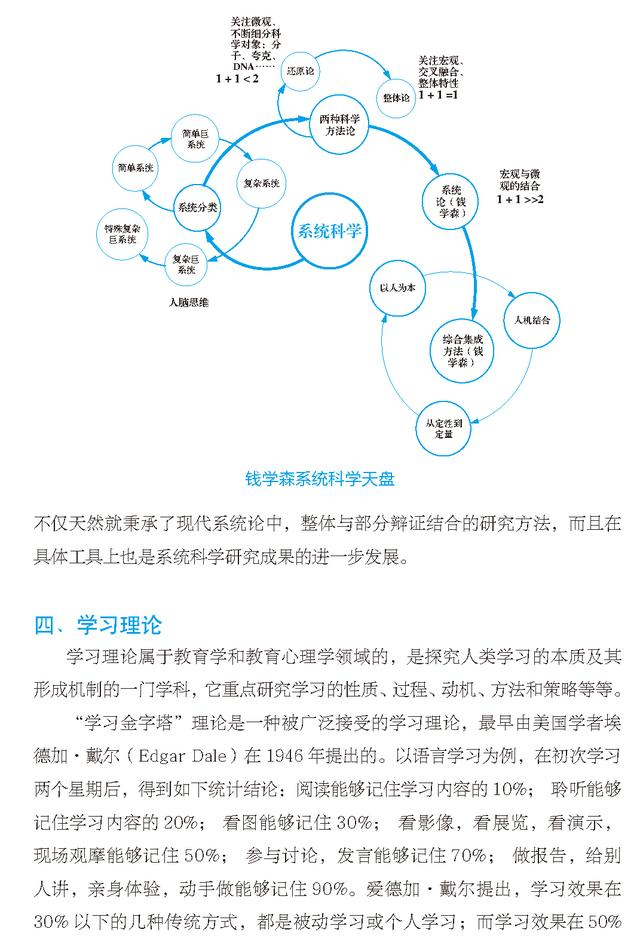 关注微观、
不断细分科
学对象：分
子、夸克、
DNA……
1 + 1 < 2
还原论
整体论
关注宏观、
交叉融合、
整体特性
1 + 1 =1
两种科学
方法论
简单巨
系统
简单系统
复杂系统
系统分类
特殊复杂
巨系统
复杂巨
系统
人脑思维
系统科学
系统
论（钱
学森）
宏观与微
观的结合
1 + 1 >>2
以人为本
人机结合
综合集成
方法（钱
学森）
从定性到
定量
钱学森系统科学天盘
不仅天然就秉承了现代系统论中，整体与部分辩证结合的研究方法，而且在
具体工具上也是系统科学研究成果的进一步发展。
四、学习理论
学习理论属于教育学和教育心理学领域的，是探究人类学习的本质及其
形成机制的一门学科，它重点研究学习的性质、过程、动机、方法和策略等等。
“学习金字塔”理论是一种被广泛接受的学习理论，最早由美国学者埃
德加·戴尔（Edgar Dale）在 1946 年提出的。以语言学习为例，在初次学习
两个星期后，得到如下统计结论：阅读能够记住学习内容的 10%； 聆听能够
记住学习内容的 20%； 看图能够记住 30%； 看影像，看展览，看演示，
现场观摩能够记住 50%； 参与讨论，发言能够记住 70%； 做报告，给别
人讲，亲身体验，动手做能够记住 90%。爱德加·戴尔提出，学习效果在
30% 以下的几种传统方式，都是被动学习或个人学习；而学习效果在 50%